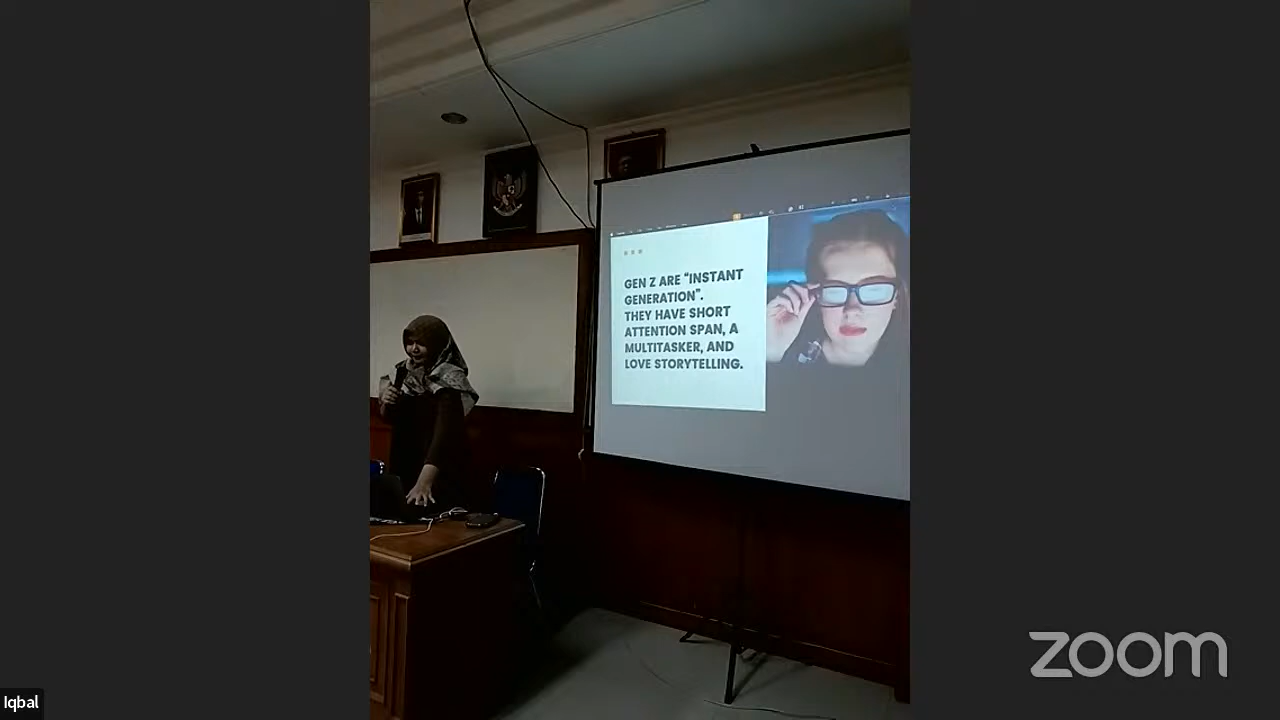 GEN Z ARE “INSTANT
GENERATION”.
THEY HAVE SHORT
ATTENTION SPAN, A
MULTITASKER, AND
LOVE STORYTELLING.
zoom
Iqbal